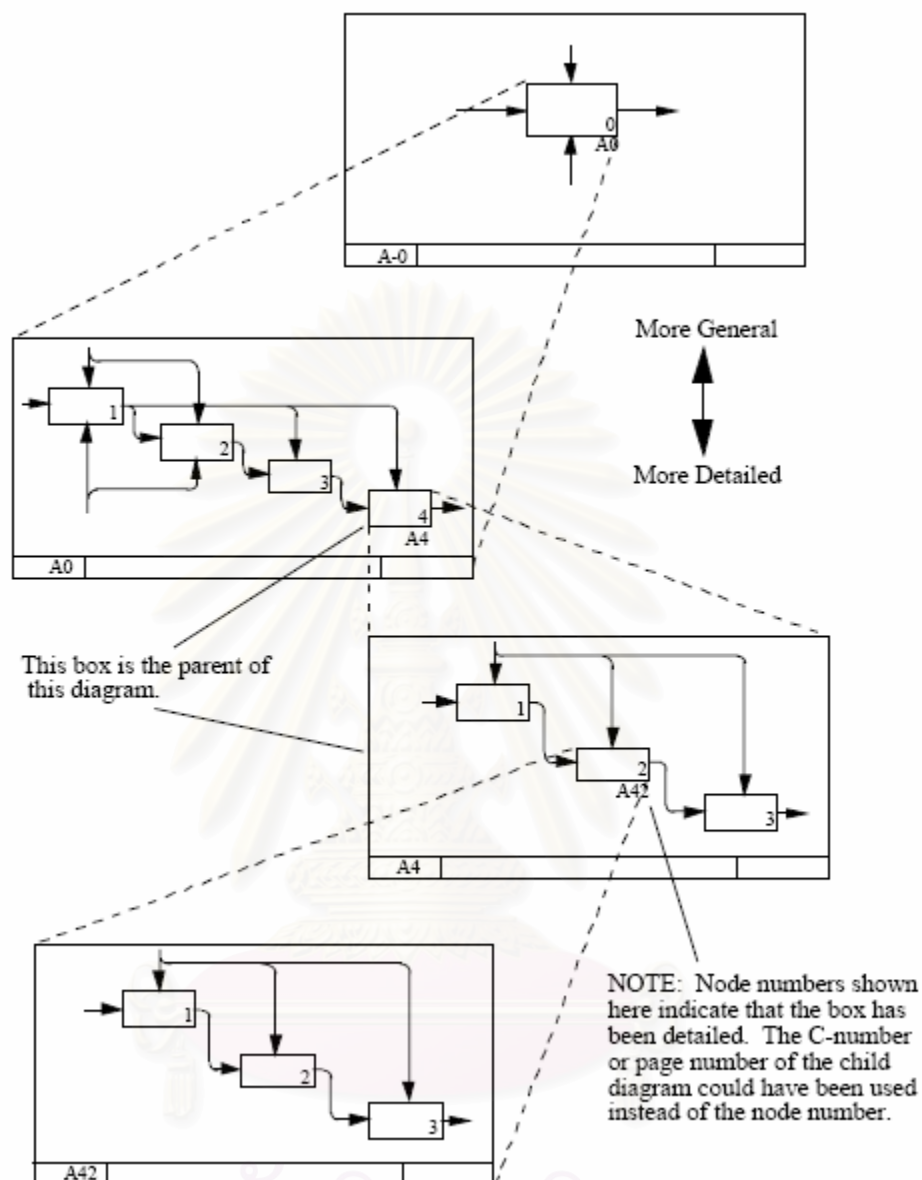 0
A0
A-0
More General
More Detailed
1
2
3
4
A4
A0
This box is the parent of
this diagram.
1
2
A42
3
A4
NOTE: Node numbers shown
here indicate that the box has
been detailed. The C-number
or page number of the child
diagram could have been used
instead of the node number.
1
2
3
A42